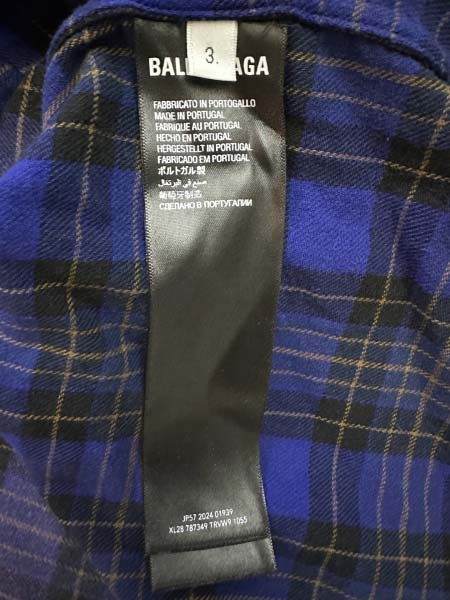 3.
BAL AGA
FABBRICATO IN PORTOGALLO
MADE IN PORTUGAL
FABRIQUE AU PORTUGAL
HECHO EN PORTUGAL
HERGESTELLT IN PORTUGAL
FABRICADO EM PORTUGAL
ポルトガル製
صنع في البرتغال
葡萄牙制造
СДЕЛАНО В ПОРТУГАЛИИ
JP57 2024 01939
XL28 787349 TRVW9 1055